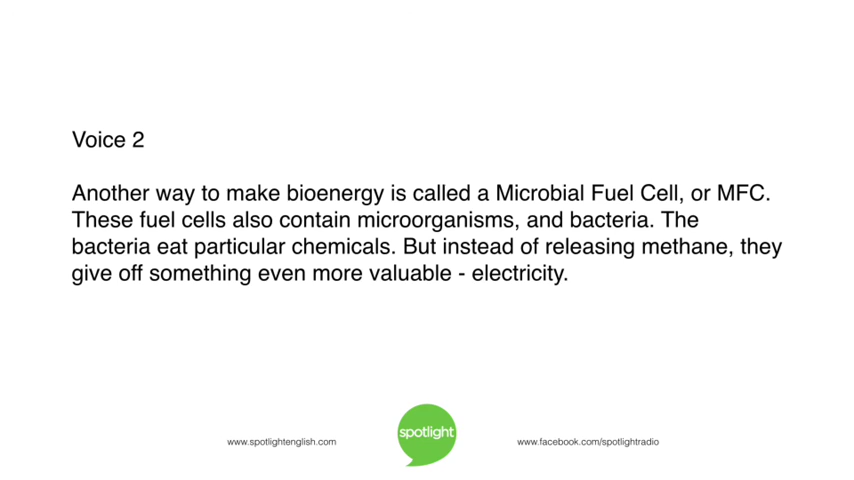 Voice 2
Another way to make bioenergy is called a Microbial Fuel Cell, or MFC.
These fuel cells also contain microorganisms, and bacteria. The
bacteria eat particular chemicals. But instead of releasing methane, they
give off something even more valuable - electricity.
www.spotlightenglish.com
spotlight
www.facebook.com/spotlightradio